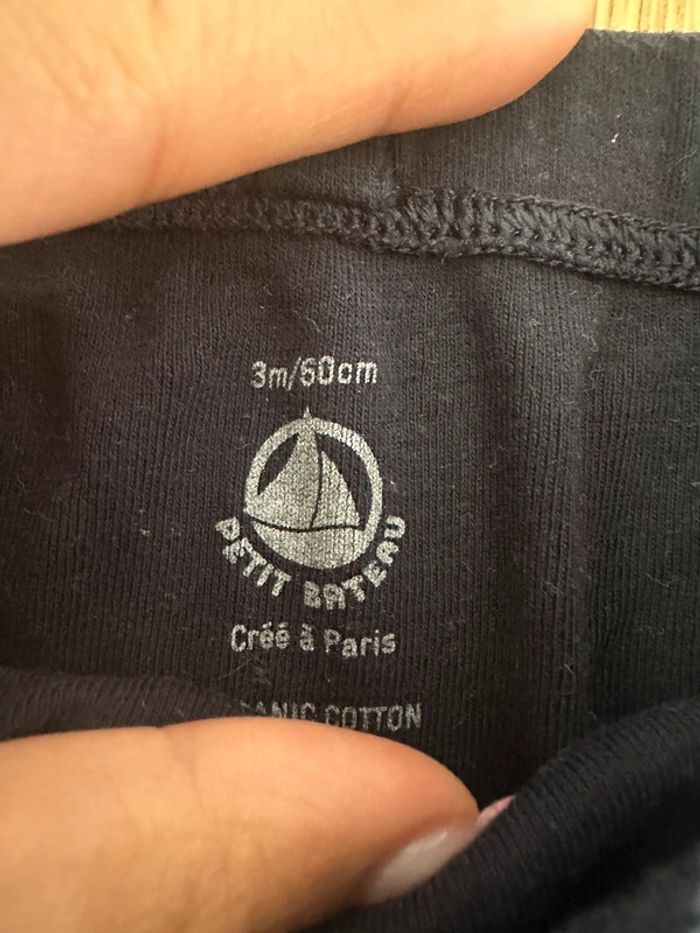 3m/60cm
PETIT BATEAU
Créé à Paris
COTTON